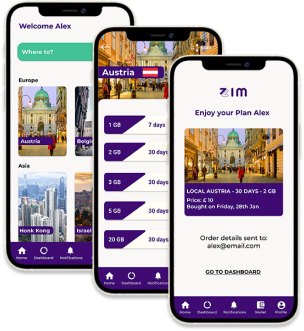 Welcome Alex
Where to?
Europe
Austria
Belgi
Asia
Honk Kong
Israel
Home
Dashboard
Notifications
Austria
1 GB
7 days
2 GB
30 days
3 GB
30 days
5 GB
30 days
20 GB
30 days
Home
Dashboard
Notifications
ZIM
Enjoy your Plan Alex
LOCAL AUSTRIA - 30 DAYS - 2 GB
Price: £ 10
Bought on Friday, 28th Jan
Order details sent to:
alex@email.com
GO TO DASHBOARD
Home
Dashboard
Notifications
Wallet
Profile